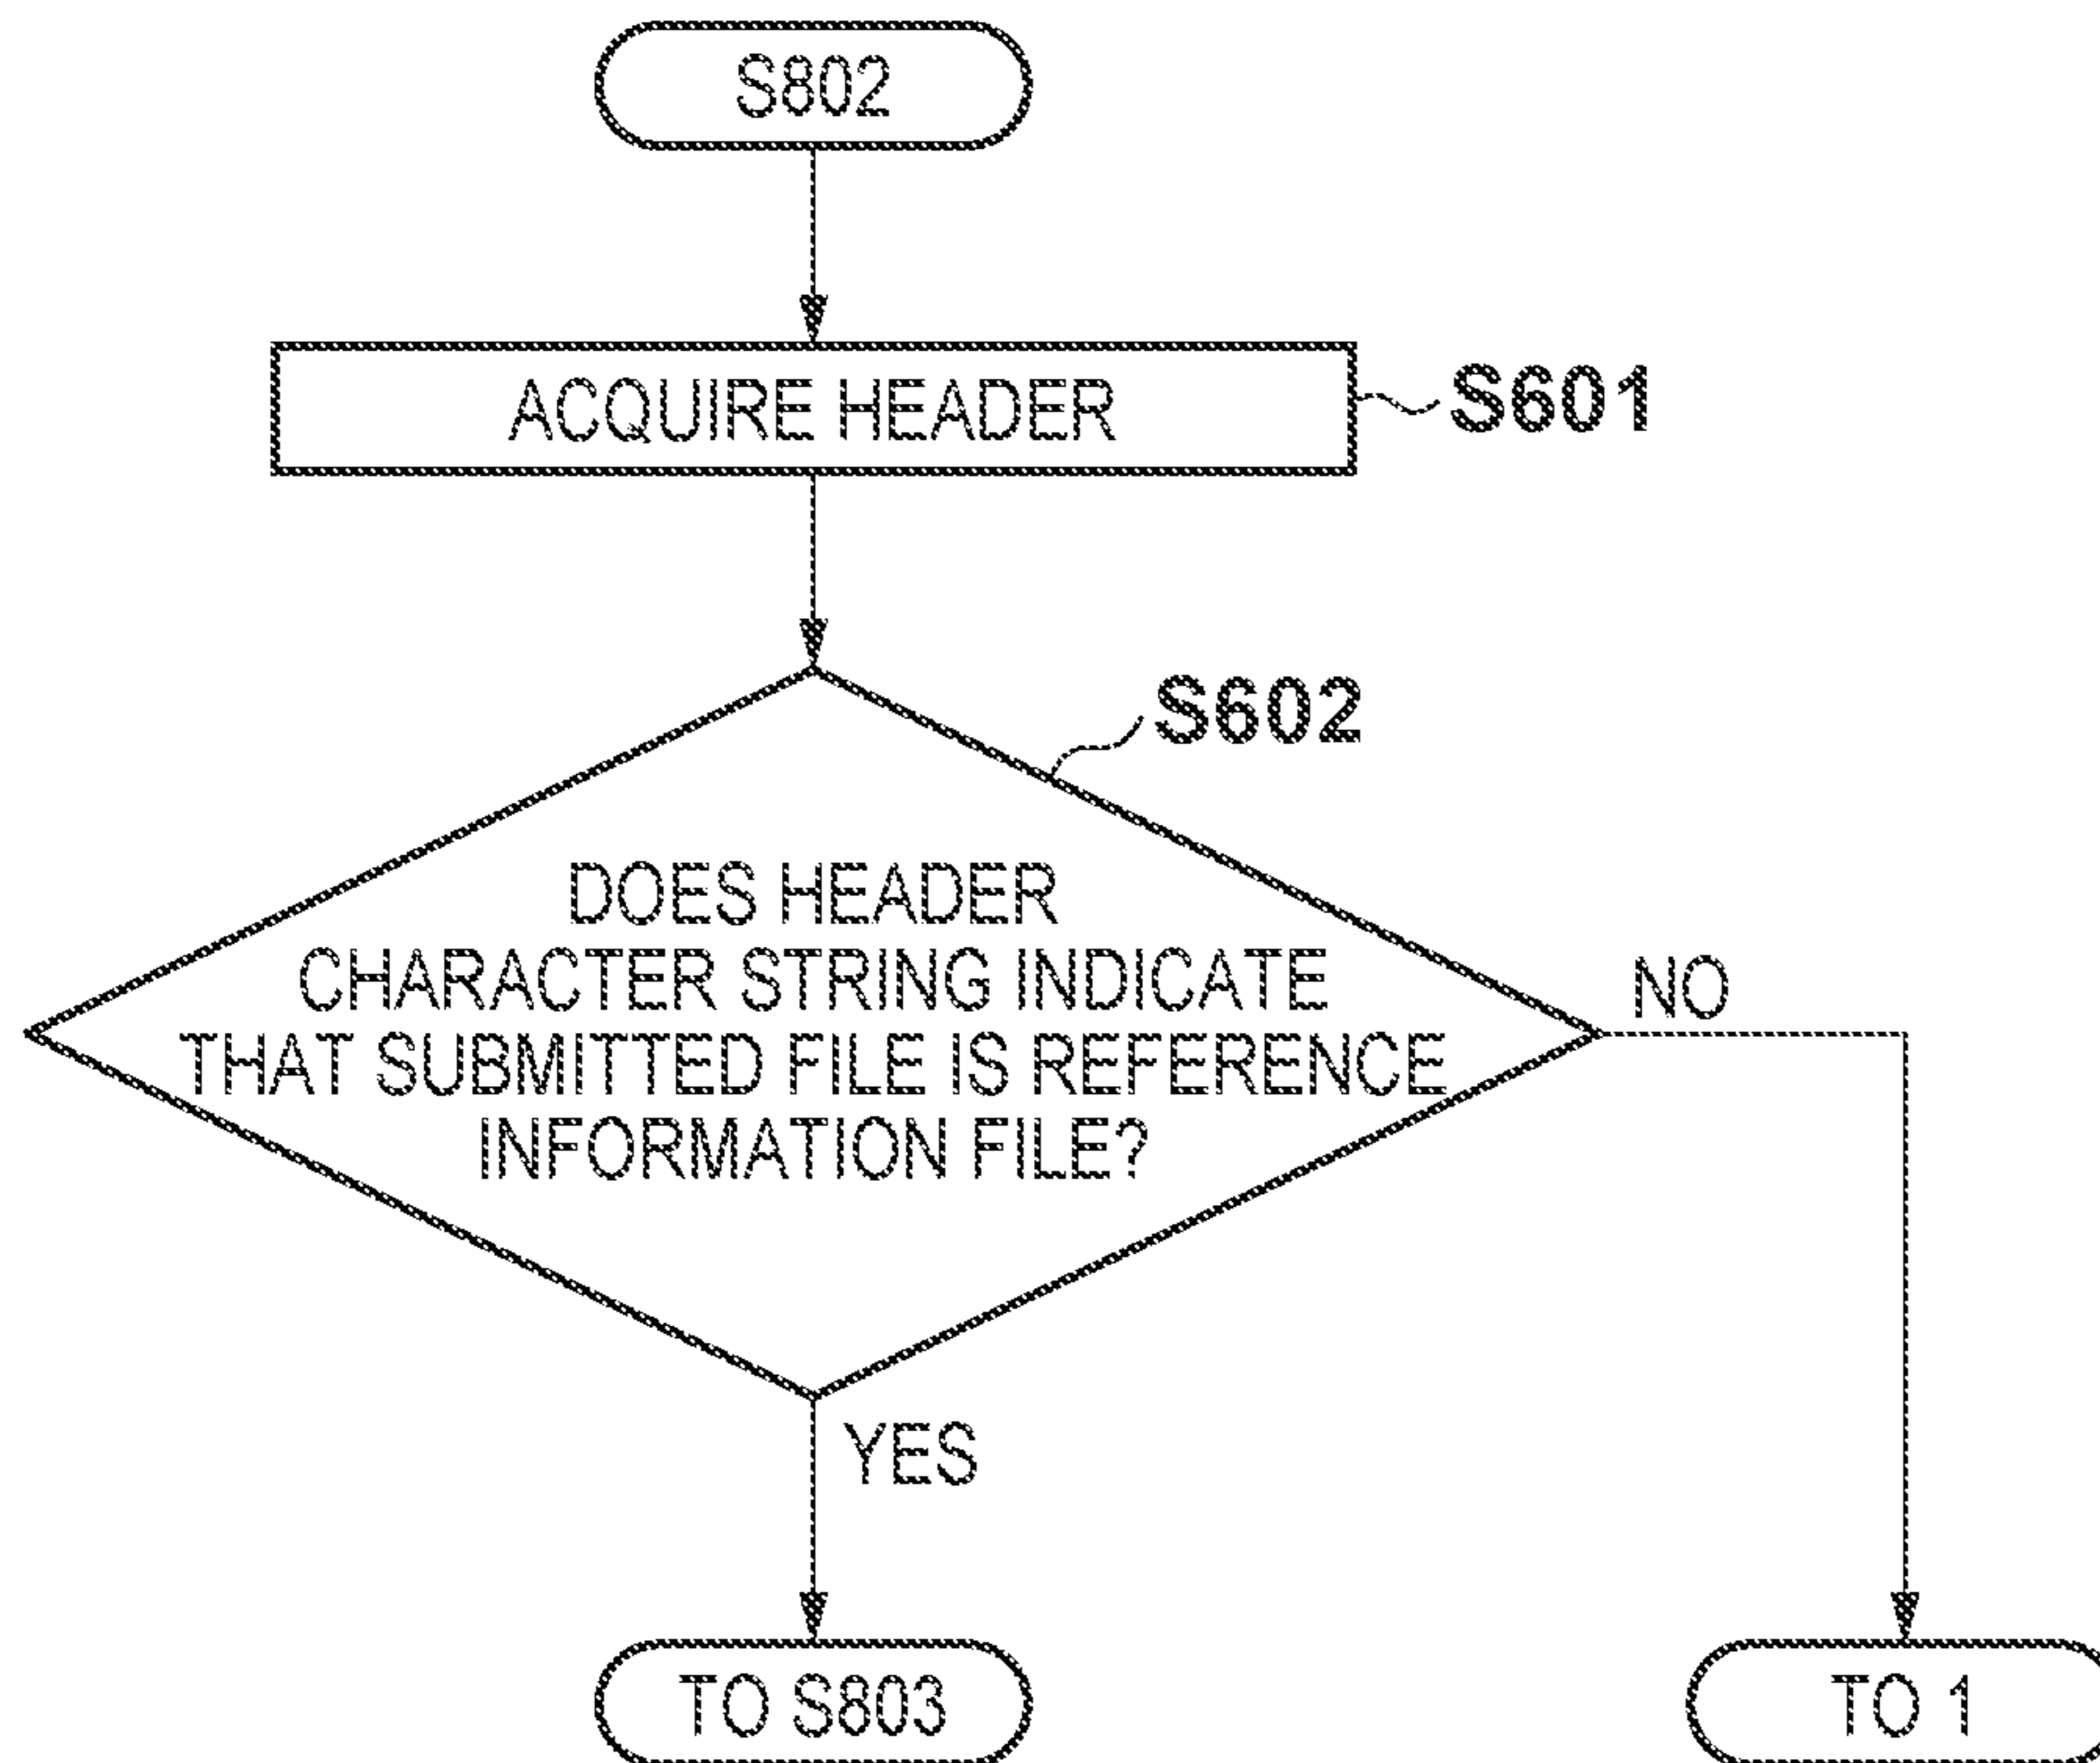 S802
ACQUIRE HEADER
S601
S602
DOES HEADER
CHARACTER STRING INDICATE
THAT SUBMITTED FILE IS REFERENCE
INFORMATION FILE?
NO
YES
TO S803
TO 1